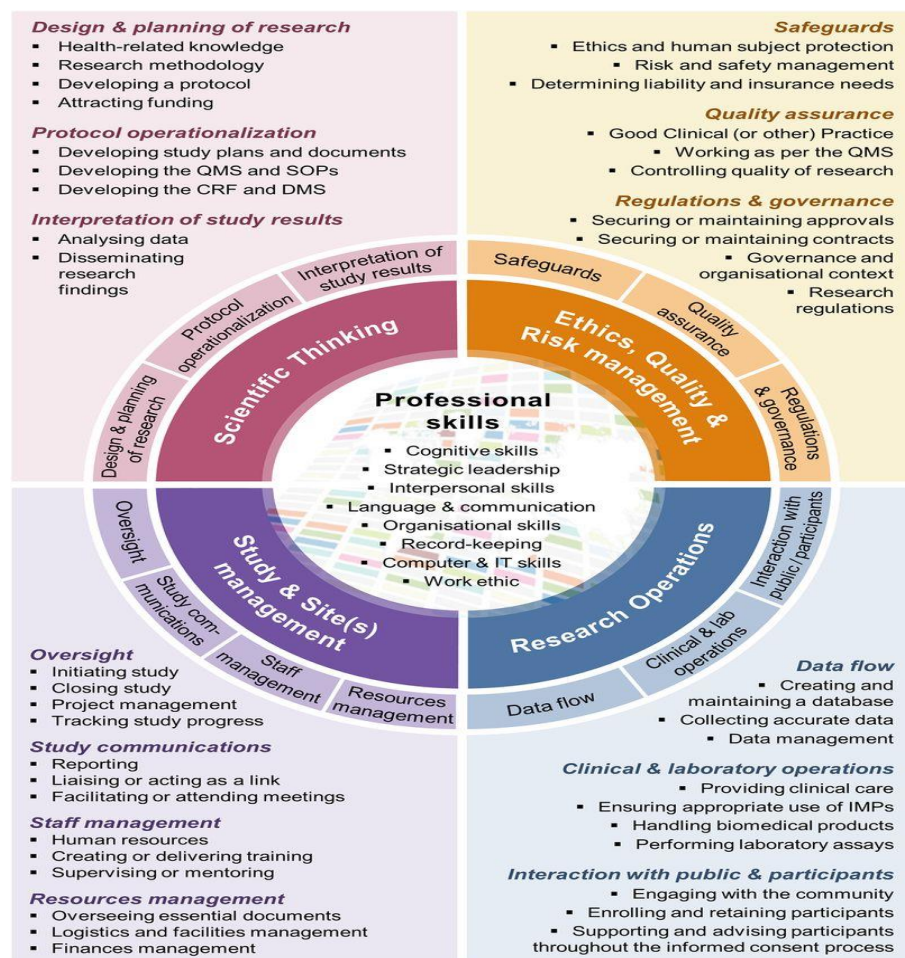 Design & planning of research
▪ Health-related knowledge
▪ Research methodology
▪ Developing a protocol
▪ Attracting funding
Protocol operationalization
▪ Developing study plans and documents
▪ Developing the QMS and SOPs
▪ Developing the CRF and DMS
Interpretation of study results
▪ Analysing data
▪ Disseminating
research
findings
Safeguards
▪ Ethics and human subject protection
▪ Risk and safety management
▪ Determining liability and insurance needs
Quality assurance
▪ Good Clinical (or other) Practice
▪ Working as per the QMS
▪ Controlling quality of research
Regulations & governance
▪ Securing or maintaining approvals
▪ Securing or maintaining contracts
▪ Governance and
organisational context
▪ Research
regulations
Design & planning
of research
Protocol
operationalization
Interpretation of
study results
Safeguards
Quality
assurance
Regulations
& governance
Scientific Thinking
Ethics, Quality &
Risk management
Professional
skills
▪ Cognitive skills
▪ Strategic leadership
▪ Interpersonal skills
▪ Language & communication
▪ Organisational skills
▪ Record-keeping
▪ Computer & IT skills
▪ Work ethic
Study & Site(s)
management
Research Operations
Oversight
Study com-
munications
Staff
management
Resources
management
Data flow
Clinical & lab
operations
Interaction with
public / participants
Oversight
▪ Initiating study
▪ Closing study
▪ Project management
▪ Tracking study progress
Study communications
▪ Reporting
▪ Liaising or acting as a link
▪ Facilitating or attending meetings
Staff management
▪ Human resources
▪ Creating or delivering training
▪ Supervising or mentoring
Resources management
▪ Overseeing essential documents
▪ Logistics and facilities management
▪ Finances management
Data flow
▪ Creating and
maintaining a database
▪ Collecting accurate data
▪ Data management
Clinical & laboratory operations
▪ Providing clinical care
▪ Ensuring appropriate use of IMPs
▪ Handling biomedical products
▪ Performing laboratory assays
Interaction with public & participants
▪ Engaging with the community
▪ Enrolling and retaining participants
▪ Supporting and advising participants
throughout the informed consent process